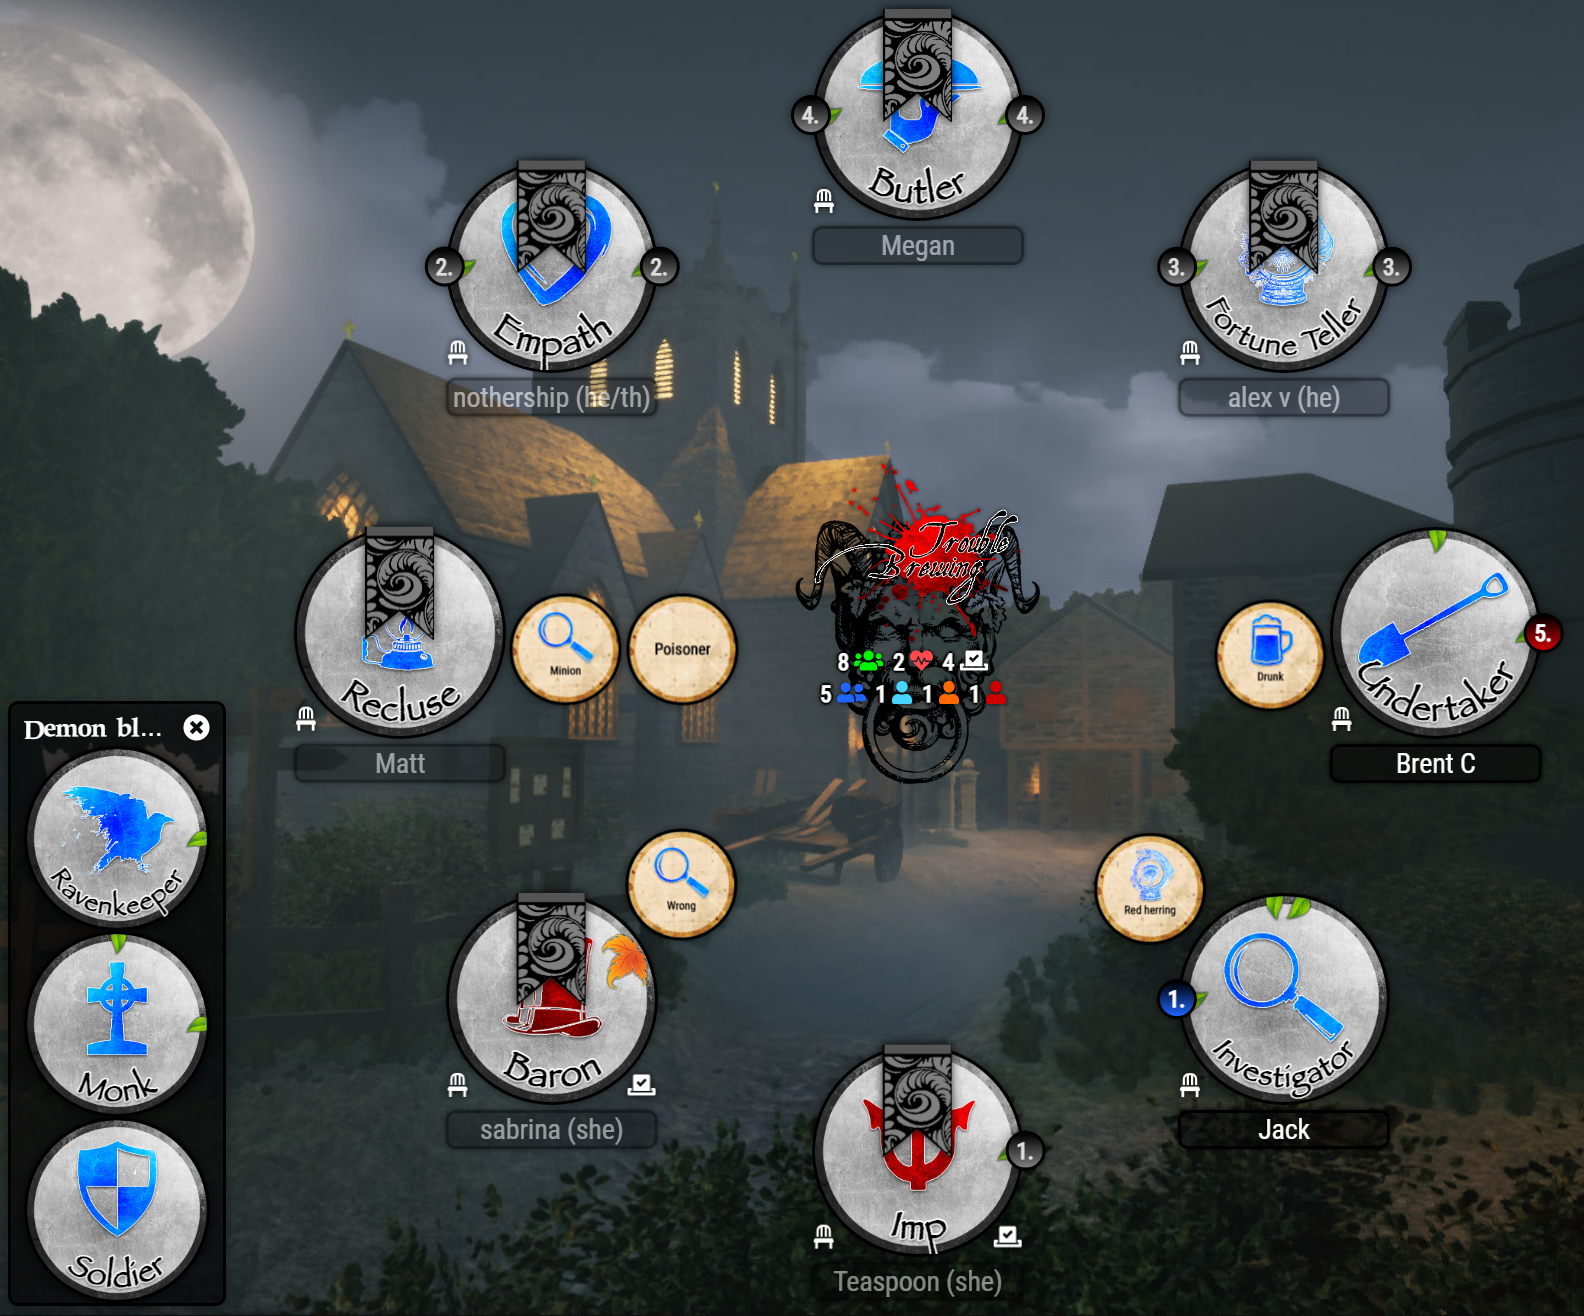 4.
4.
Butler
Megan
2.
2.
Empath
nothership (he/th)
3.
3.
Fortune Teller
alex v (he)
Trouble
Brewing
8 2 4
5 1 1 1
Recluse
Matt
Minion
Poisoner
Drunk
5.
Undertaker
Brent C
Demon bl...
Ravenkeeper
Monk
Soldier
Wrong
Baron
sabrina (she)
Red herring
1.
Investigator
Jack
1.
Imp
Teaspoon (she)